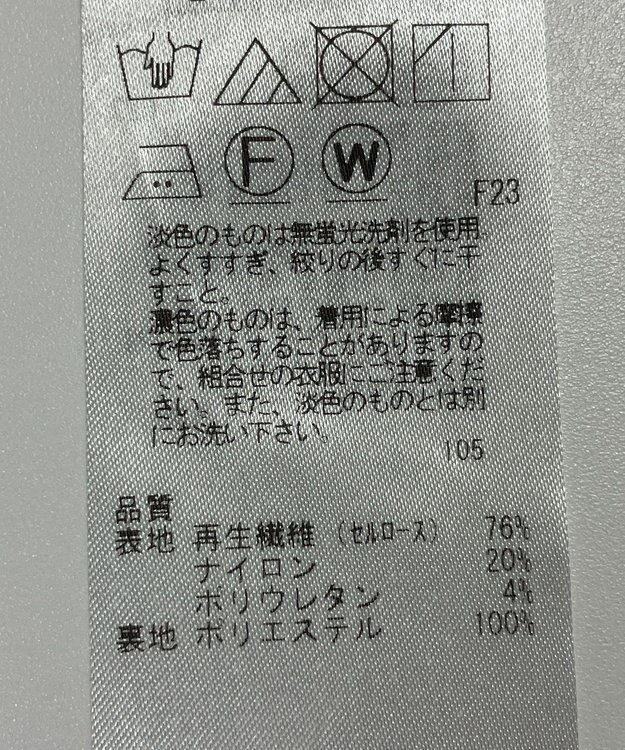 F W
F23
淡色のものは無蛍光洗剤を使用
よくすすぎ、絞りの後すぐに干
すこと。
濃色のものは、着用による摩擦
で色落ちすることがありますの
で、組合せの衣服にご注意くだ
さい。また、淡色のものとは別
にお洗い下さい。
105
品質
表地 再生繊維(セルロース) 76%
ナイロン 20%
ポリウレタン 4%
裏地 ポリエステル 100%